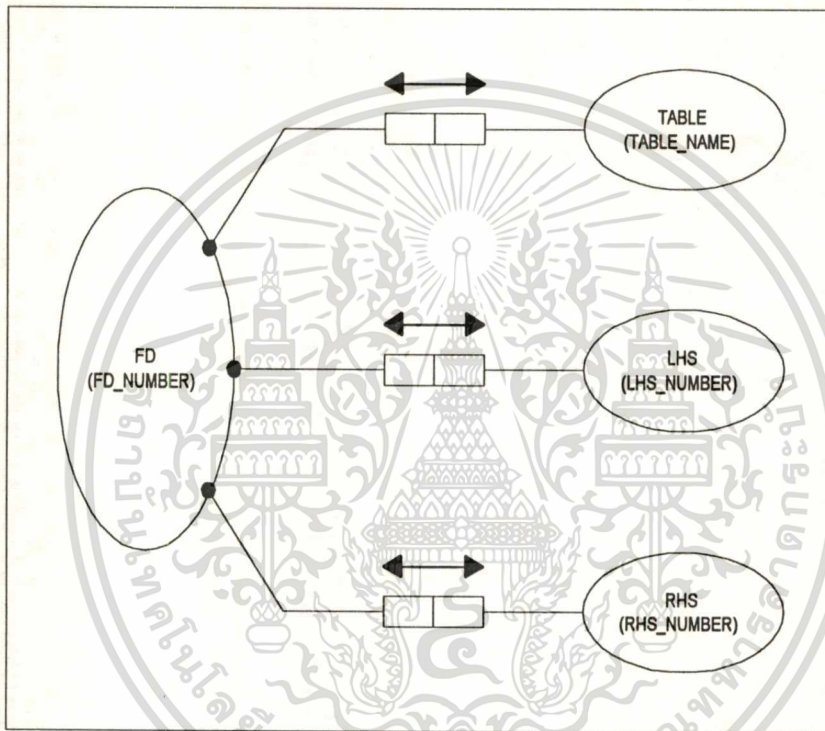 TABLE
(TABLE_NAME)
FD
(FD_NUMBER)
LHS
(LHS_NUMBER)
RHS
(RHS_NUMBER)